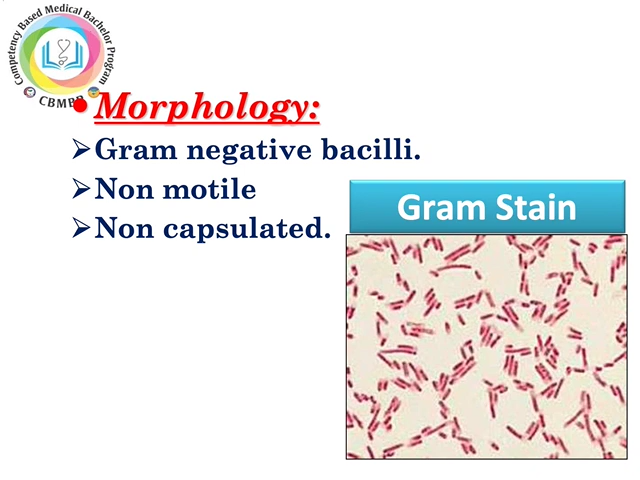 Competency Based Medical Bachelor Program
CBMBP
• Morphology:
➢Gram negative bacilli.
➢Non motile
➢Non capsulated.
Gram Stain